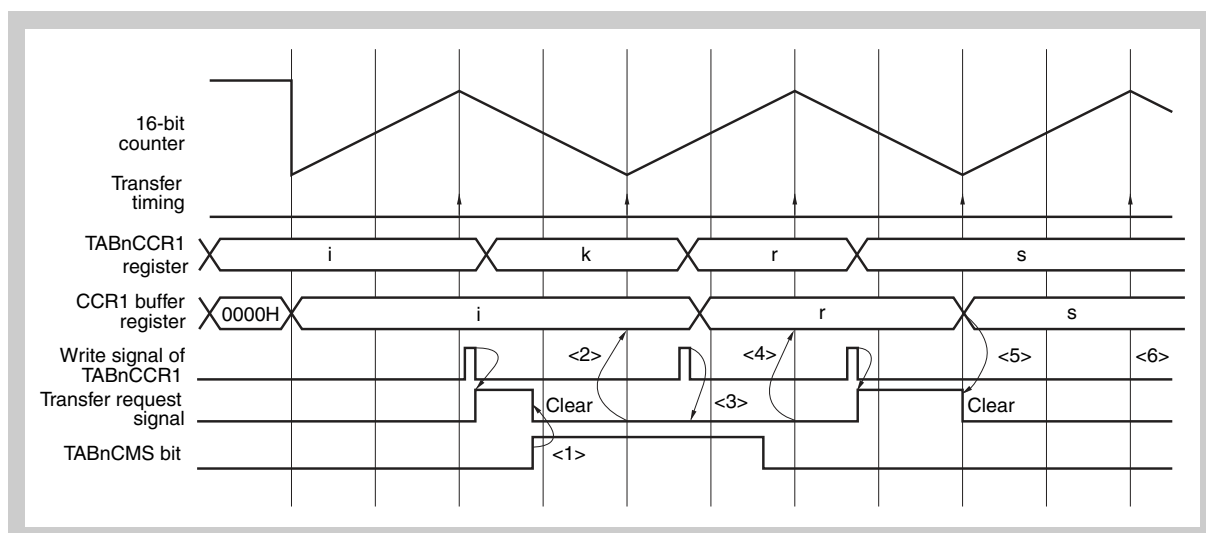 16-bit
counter
Transfer
timing
TABnCCR1
register
i
k
r
s
CCR1 buffer
register
0000H
i
r
s
Write signal of
TABnCCR1
<2>
<4>
<5>
<6>
Transfer request
signal
Clear
<3>
Clear
TABnCMS bit
<1>